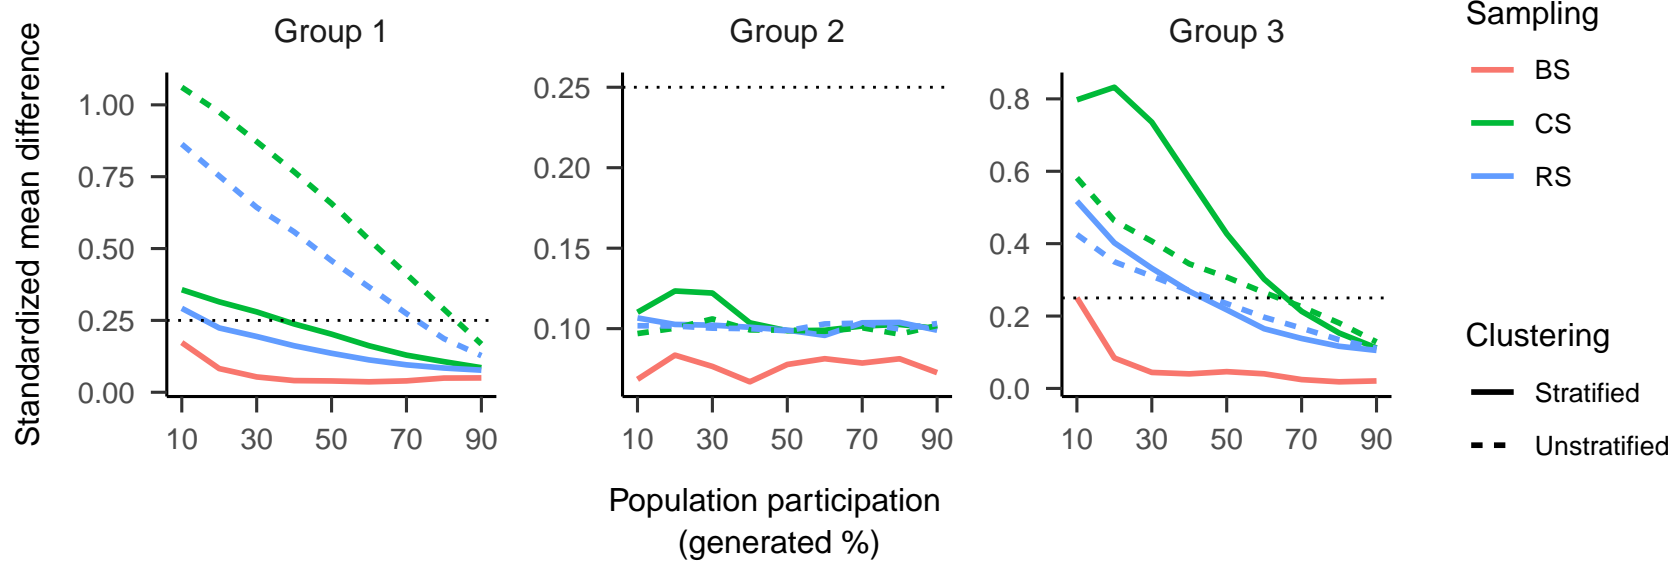 Standardized mean difference
Group 1
1.00
0.75
0.50
0.25
0.00
10 30 50 70 90
Group 2
0.25
0.20
0.15
0.10
10 30 50 70 90
Group 3
0.8
0.6
0.4
0.2
0.0
10 30 50 70 90
Population participation
(generated %)
Sampling
BS
CS
RS
Clustering
Stratified
Unstratified